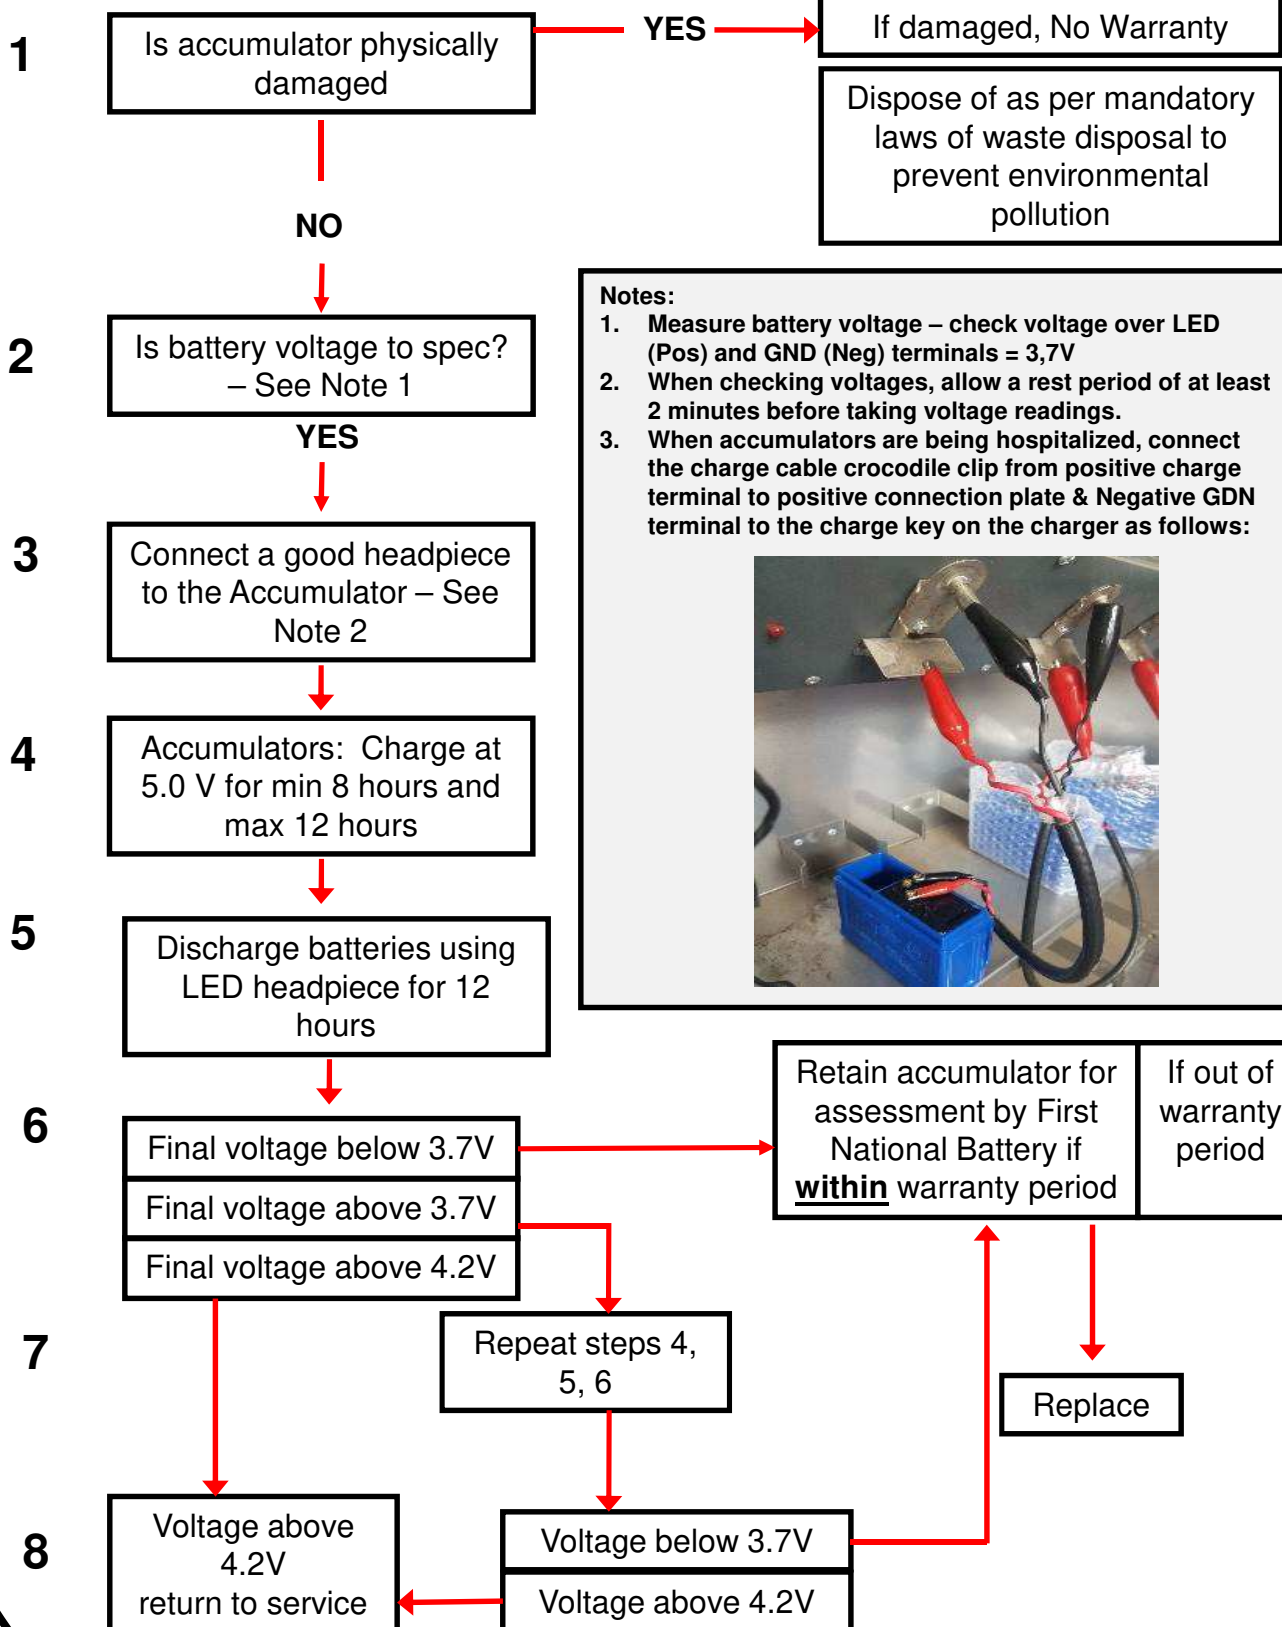 1
Is accumulator physically
damaged
YES
If damaged, No Warranty
Dispose of as per mandatory
laws of waste disposal to
prevent environmental
pollution
NO
2
Is battery voltage to spec?
– See Note 1
YES
Notes:
1. Measure battery voltage – check voltage over LED
(Pos) and GND (Neg) terminals = 3,7V
2. When checking voltages, allow a rest period of at least
2 minutes before taking voltage readings.
3. When accumulators are being hospitalized, connect
the charge cable crocodile clip from positive charge
terminal to positive connection plate & Negative GDN
terminal to the charge key on the charger as follows:
3
Connect a good headpiece
to the Accumulator – See
Note 2
4
Accumulators: Charge at
5.0 V for min 8 hours and
max 12 hours
5
Discharge batteries using
LED headpiece for 12
hours
6
Final voltage below 3.7V
Final voltage above 3.7V
Final voltage above 4.2V
Retain accumulator for
assessment by First
National Battery if
within warranty period
If out of
warranty
period
7
Repeat steps 4,
5, 6
Replace
8
Voltage above
4.2V
return to service
Voltage below 3.7V
Voltage above 4.2V